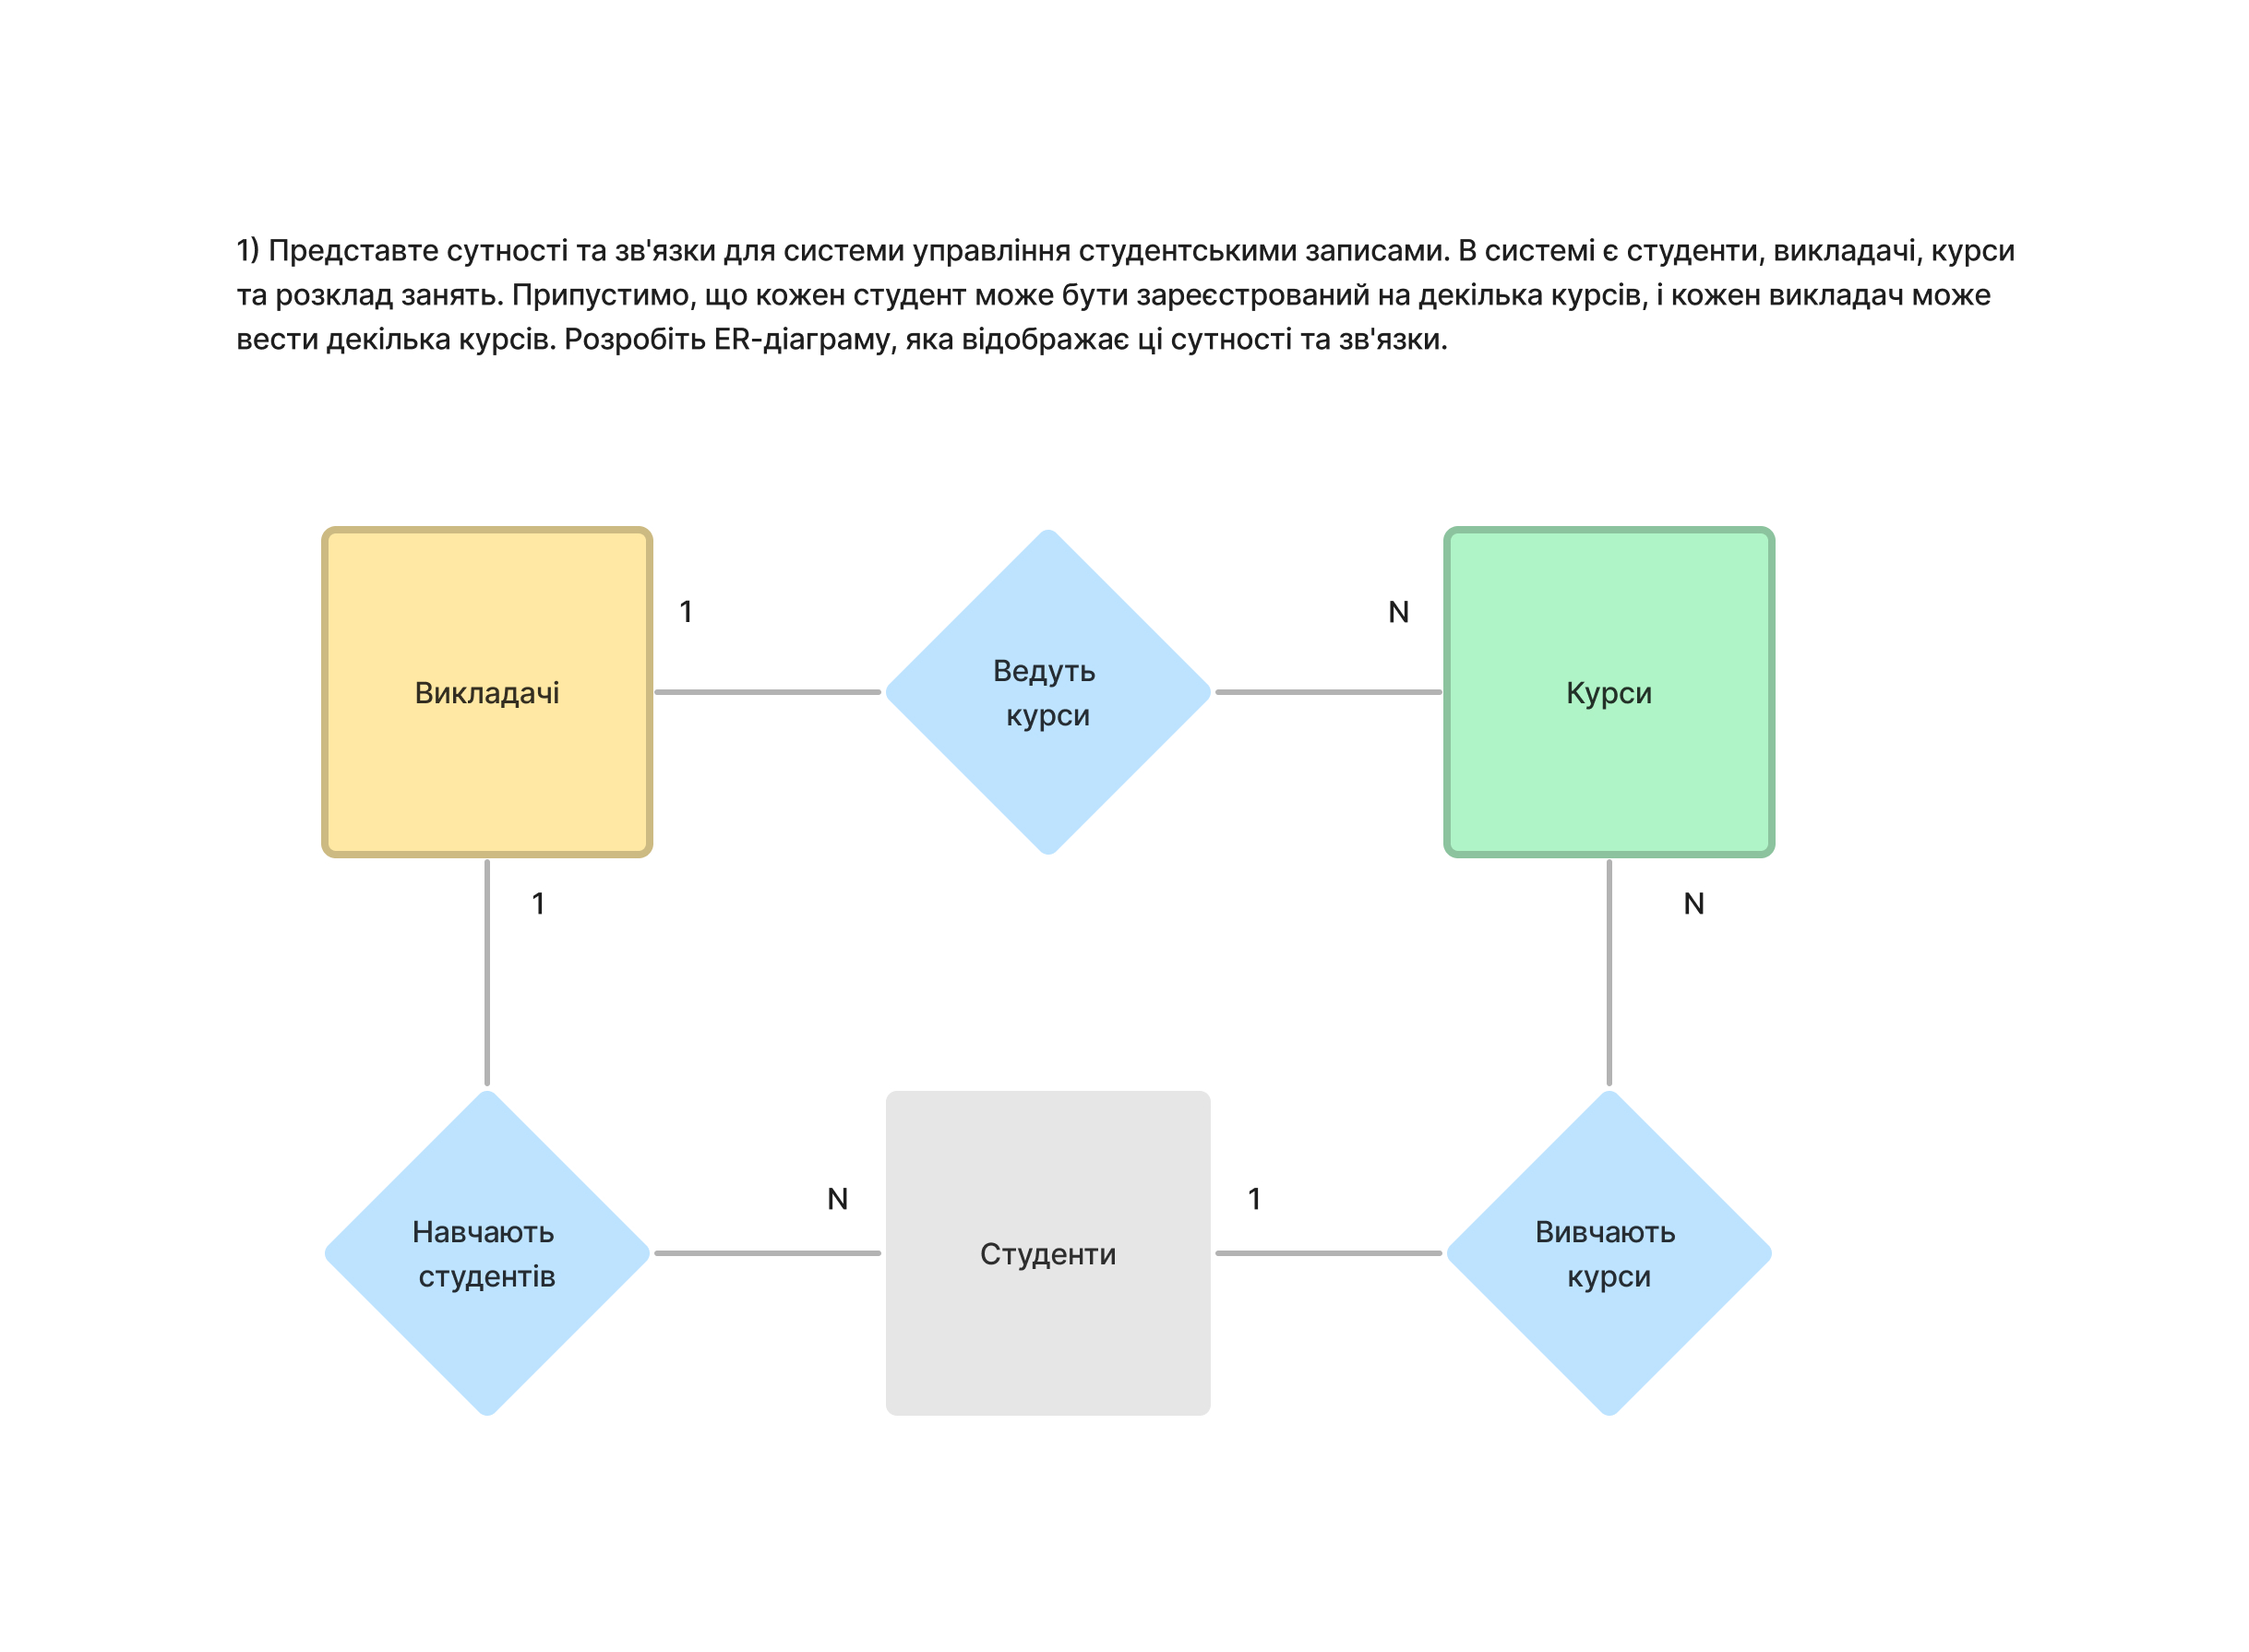 1) Представте сутності та зв'язки для системи управління студентськими записами. В системі є студенти, викладачі, курси
та розклад занять. Припустимо, що кожен студент може бути зареєстрований на декілька курсів, і кожен викладач може
вести декілька курсів. Розробіть ER-діаграму, яка відображає ці сутності та зв'язки.
1
N
Викладачі
Ведуть
курси
Курси
1
N
N
1
Навчають
студентів
Студенти
Вивчають
курси